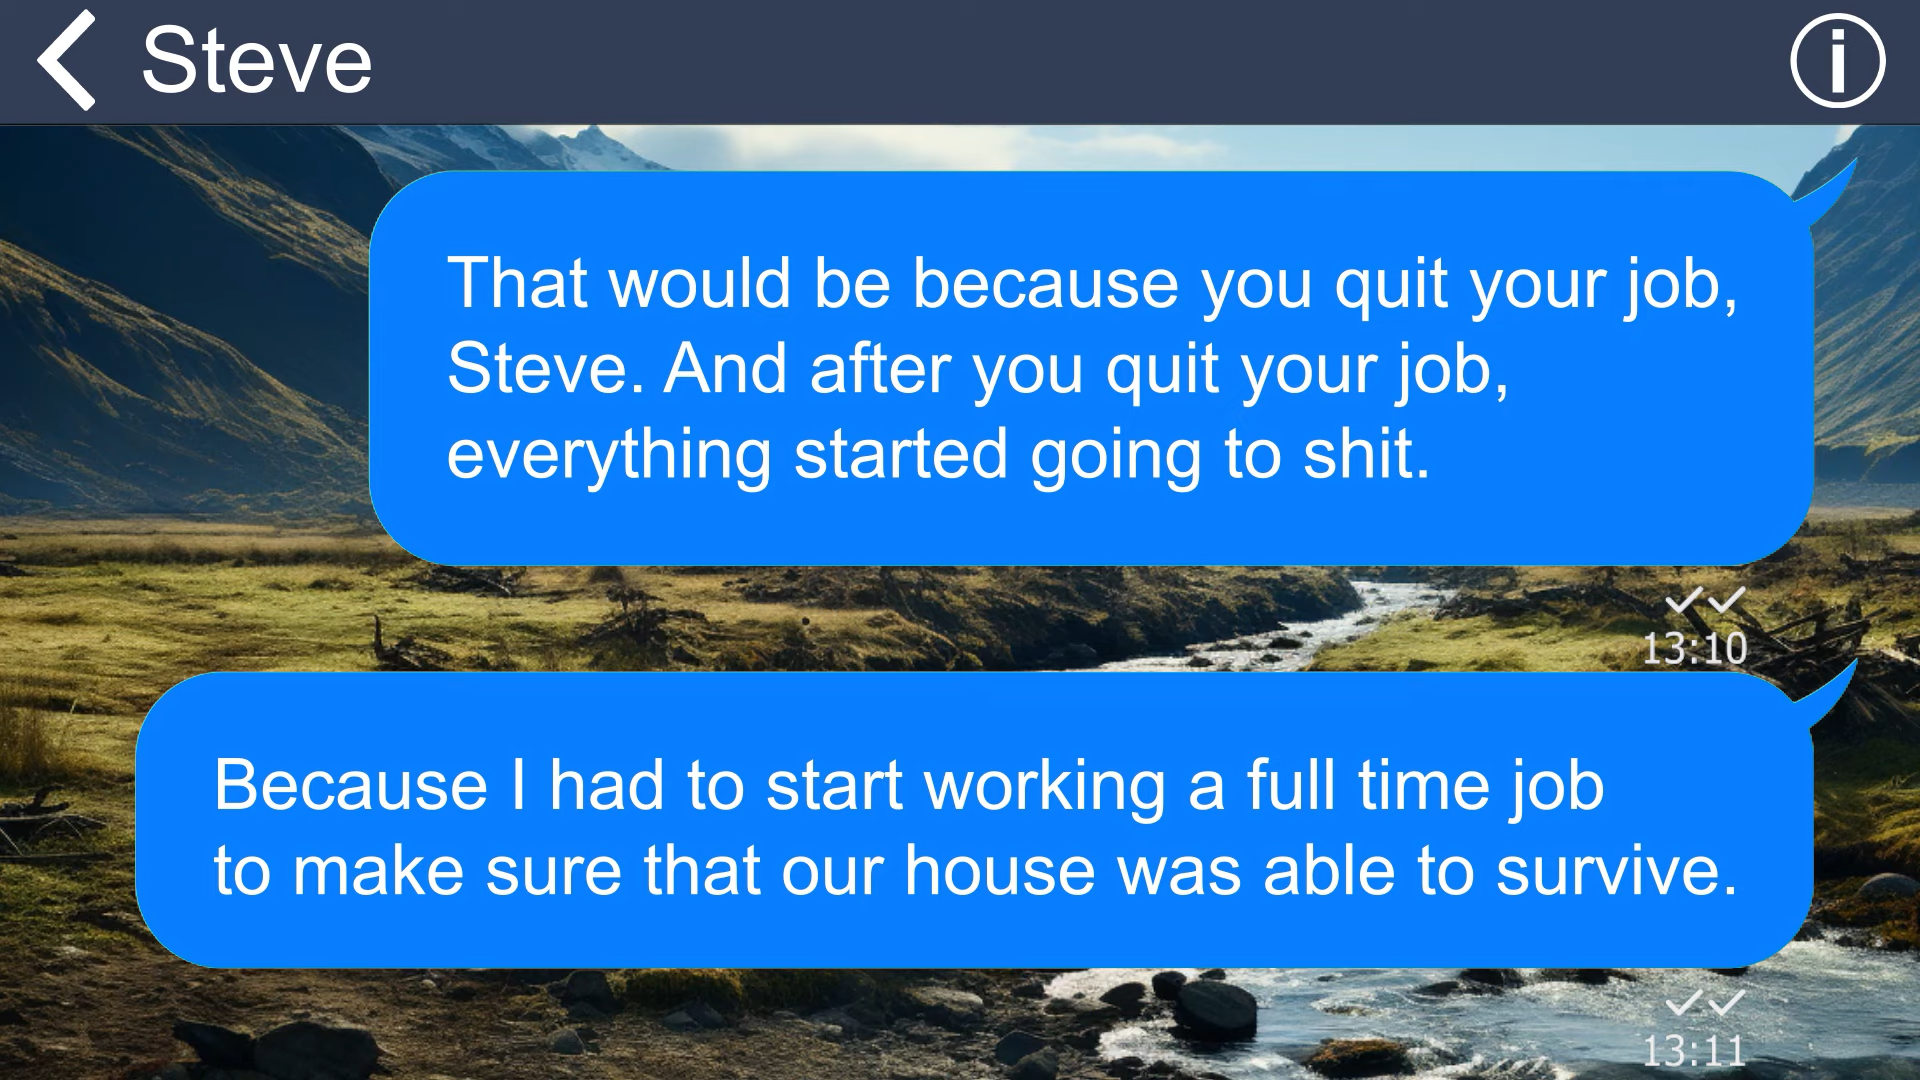 Steve
That would be because you quit your job,
Steve. And after you quit your job,
everything started going to shit.
13:10
Because I had to start working a full time job
to make sure that our house was able to survive.
13:11